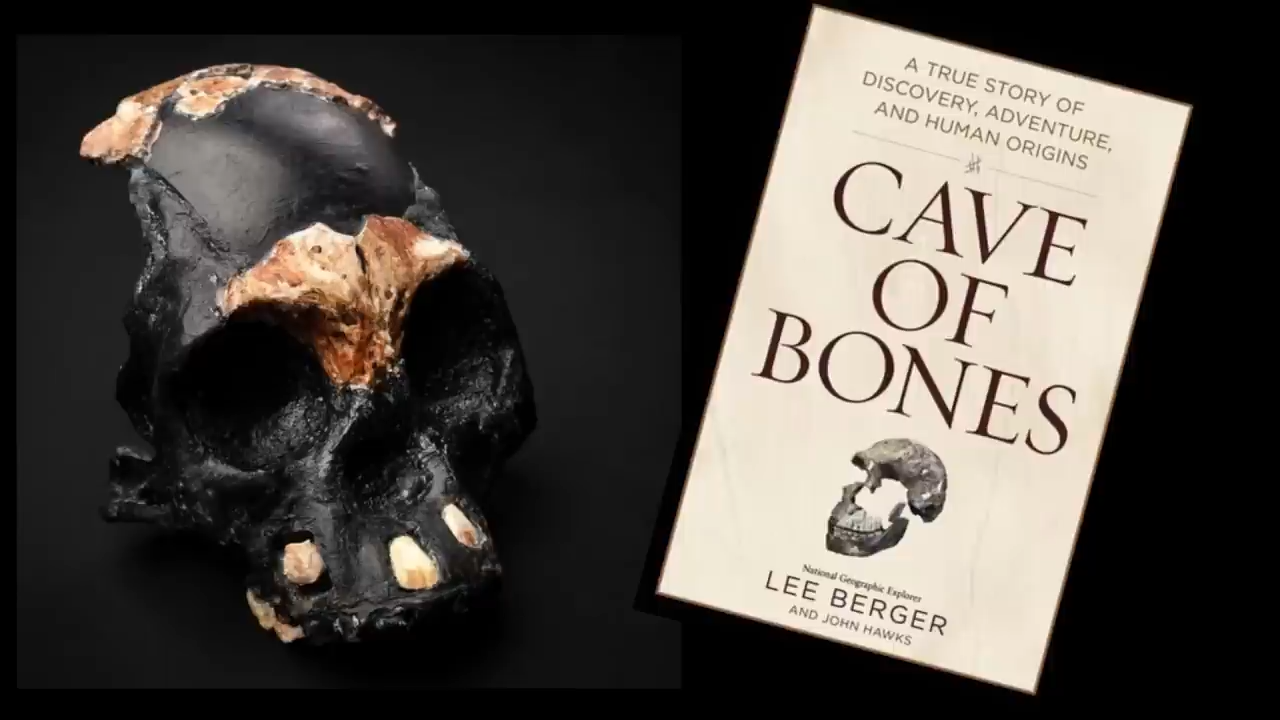 A TRUE STORY OF
DISCOVERY, ADVENTURE,
AND HUMAN ORIGINS
CAVE
OF
BONES
National Geographic Explorer
LEE BERGER
AND JOHN HAWKS